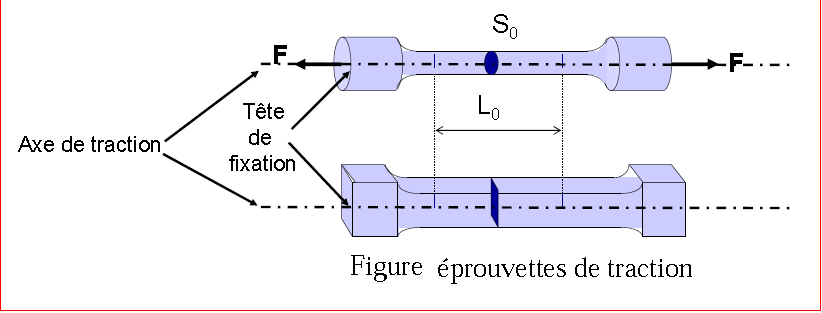 S0
F
F
L0
Tête
de
fixation
Axe de traction
Figure éprouvettes de traction